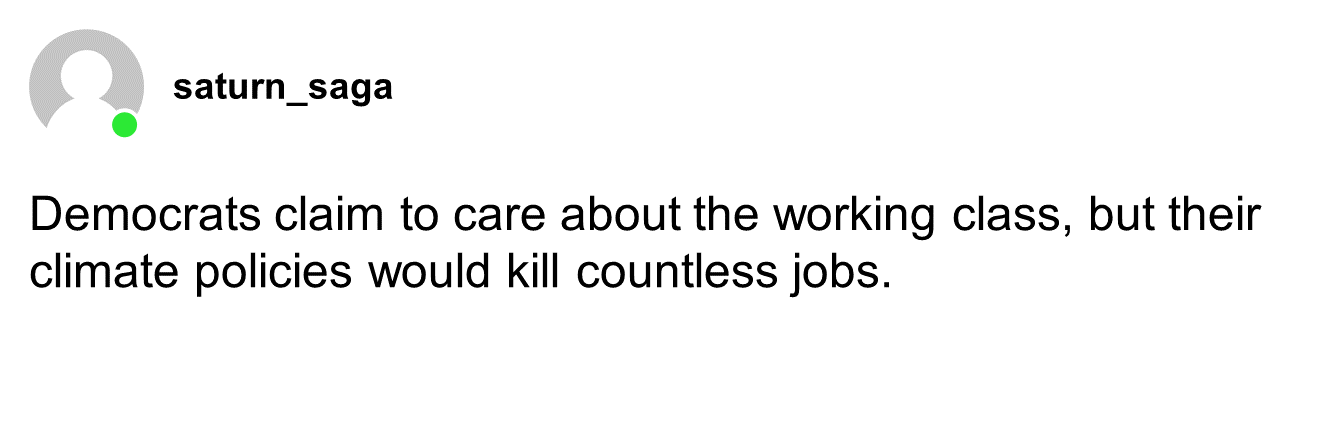 saturn_saga
Democrats claim to care about the working class, but their
climate policies would kill countless jobs.